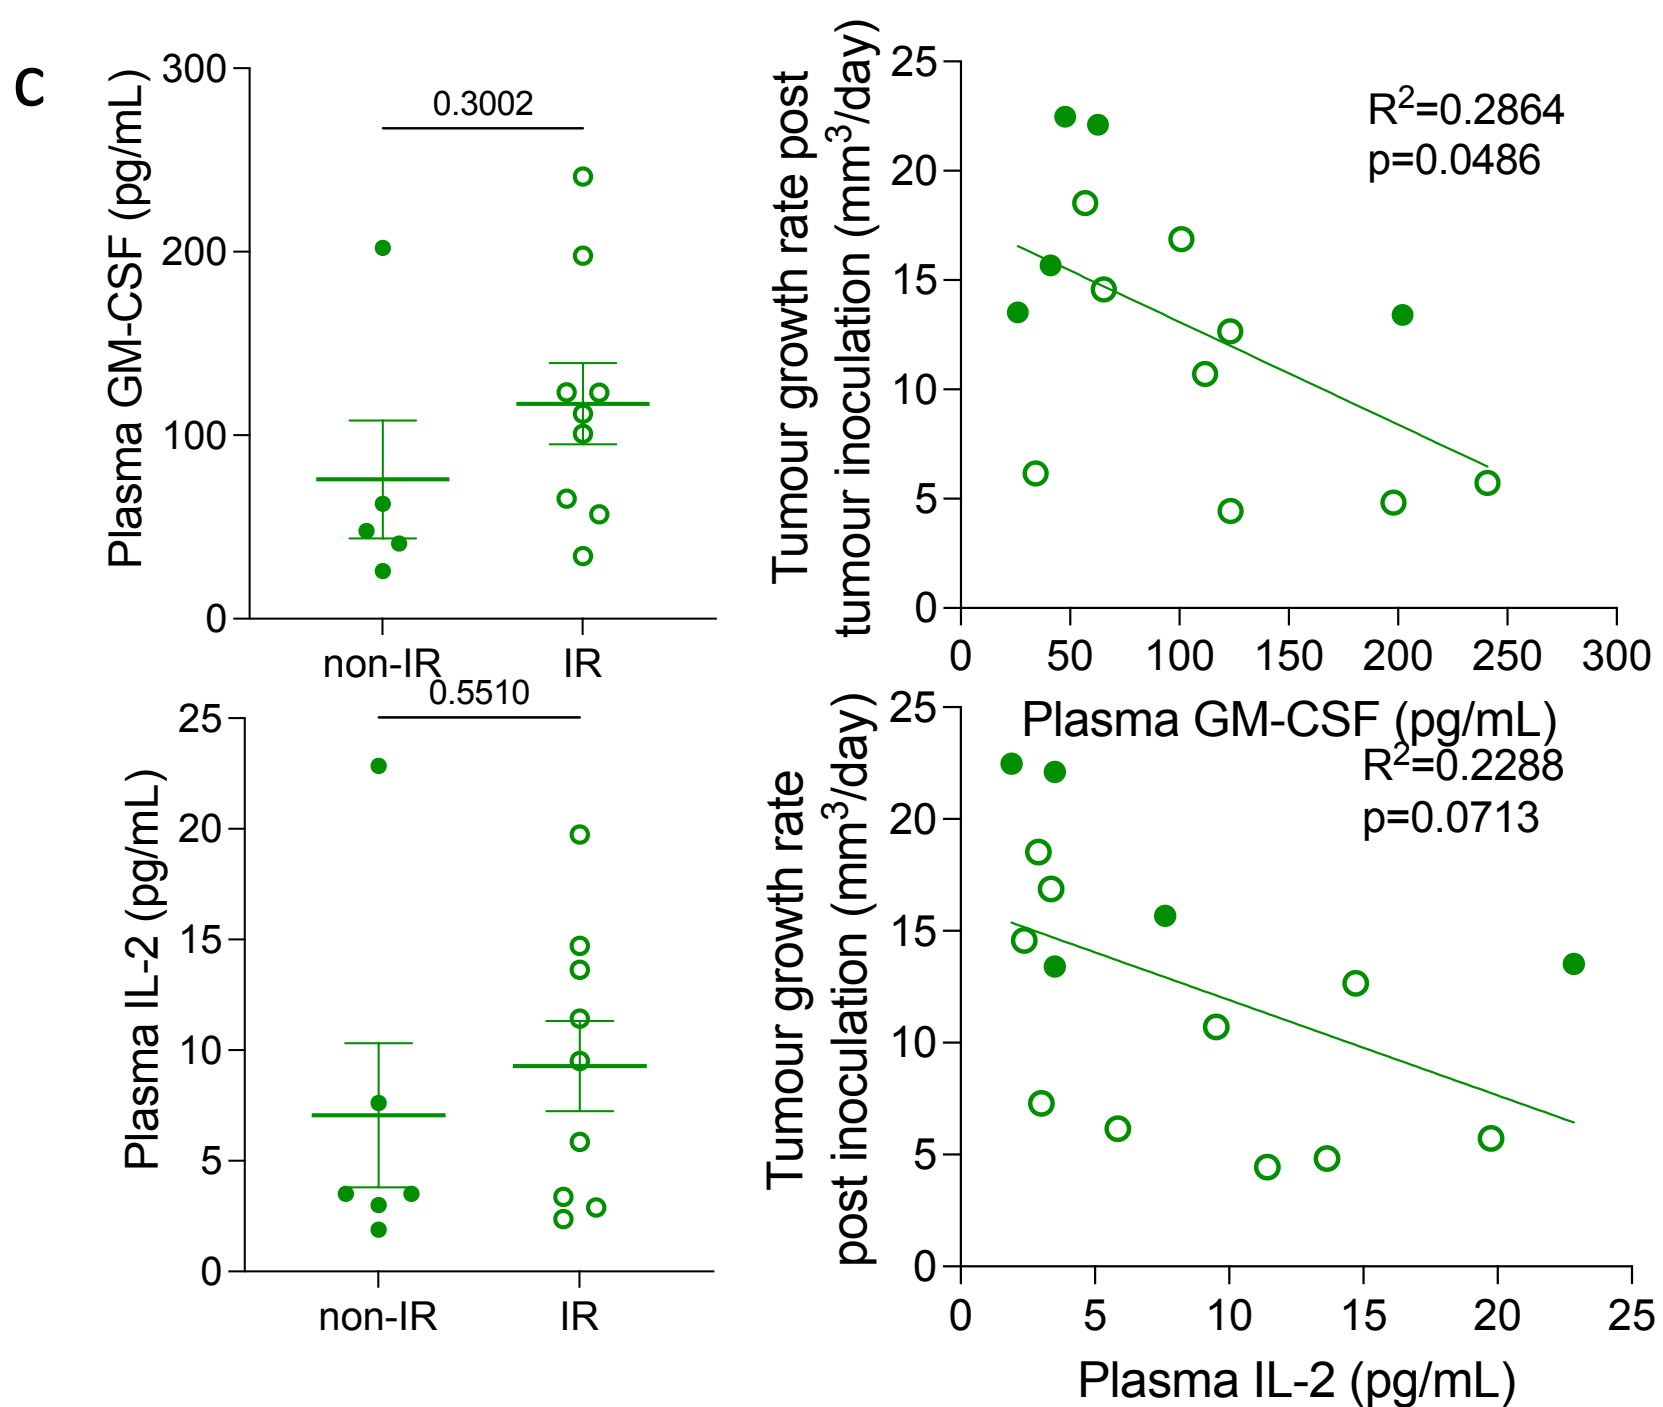 C
Plasma GM-CSF (pg/mL)
300
200
100
0
0.3002
non-IR
IR
Tumour growth rate post
tumour inoculation (mm³/day)
25
20
15
10
5
0
R²=0.2864
p=0.0486
0 50 100 150 200 250 300
Plasma GM-CSF (pg/mL)
Plasma IL-2 (pg/mL)
25
20
15
10
5
0
0.5510
non-IR
IR
Tumour growth rate
post inoculation (mm³/day)
25
20
15
10
5
0
R²=0.2288
p=0.0713
0 5 10 15 20 25
Plasma IL-2 (pg/mL)